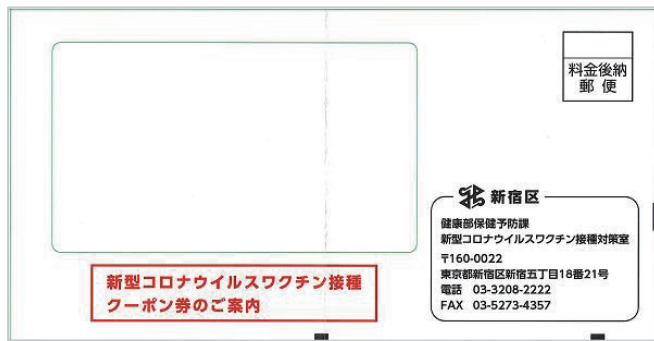 料金後納
郵便
新宿区
健康部保健予防課
新型コロナウイルスワクチン接種対策室
〒160-0022
東京都新宿区新宿五丁目18番21号
電話 03-3208-2222
FAX 03-5273-4357
新型コロナウイルスワクチン接種
クーポン券のご案内